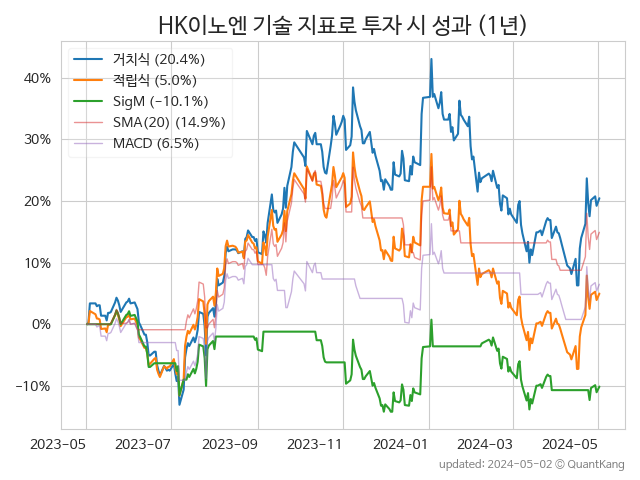 HK이노엔 기술 지표로 투자 시 성과 (1년)
거치식 (20.4%)
적립식 (5.0%)
SigM (−10.1%)
SMA(20) (14.9%)
MACD (6.5%)
40%
30%
20%
10%
0%
−10%
2023-05 2023-07 2023-09 2023-11 2024-01 2024-03 2024-05
updated: 2024-05-02 © QuantKang